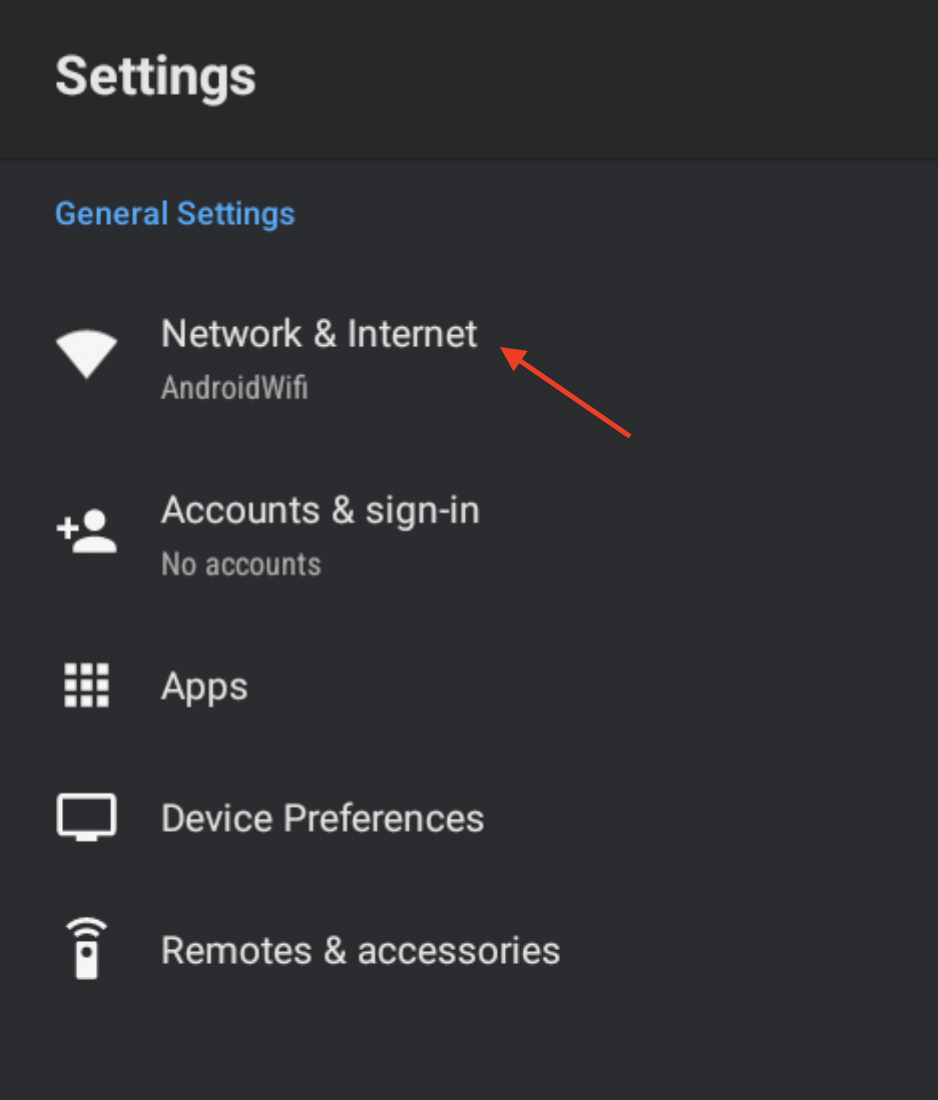 Settings
General Settings
Network & Internet
AndroidWifi
Accounts & sign-in
No accounts
Apps
Device Preferences
Remotes & accessories